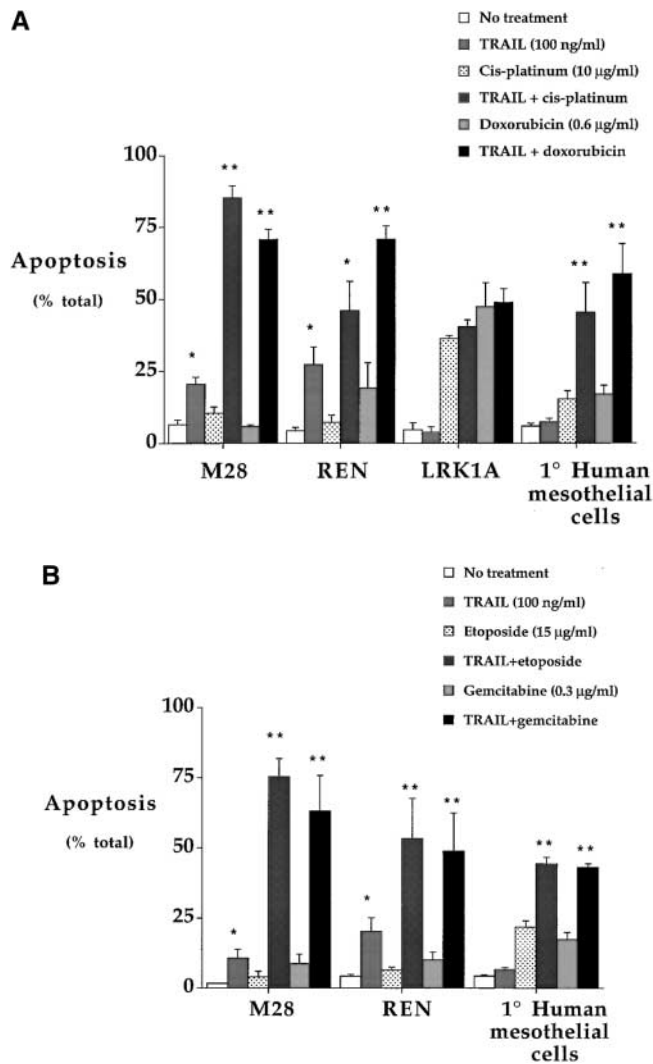 A
No treatment
TRAIL (100 ng/ml)
Cis-platinum (10 µg/ml)
TRAIL + cis-platinum
Doxorubicin (0.6 µg/ml)
TRAIL + doxorubicin
100
75
50
25
0
Apoptosis
(% total)
* ** **
* * **
** **
M28 REN LRK1A 1° Human
mesothelial
cells
B
No treatment
TRAIL (100 ng/ml)
Etoposide (15 µg/ml)
TRAIL+etoposide
Gemcitabine (0.3 µg/ml)
TRAIL+gemcitabine
100
75
50
25
0
Apoptosis
(% total)
* ** **
* ** **
** **
M28 REN 1° Human
mesothelial
cells